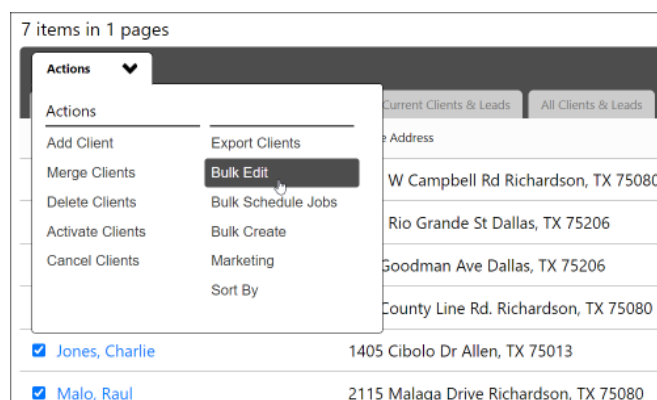 7 items in 1 pages
Actions
Current Clients & Leads
All Clients & Leads
Actions
Address
Add Client
Export Clients
Merge Clients
Bulk Edit
W Campbell Rd Richardson, TX 75080
Delete Clients
Bulk Schedule Jobs
Rio Grande St Dallas, TX 75206
Activate Clients
Bulk Create
Goodman Ave Dallas, TX 75206
Cancel Clients
Marketing
Sort By
County Line Rd. Richardson, TX 75080
Jones, Charlie
1405 Cibolo Dr Allen, TX 75013
Malo, Raul
2115 Malaga Drive Richardson, TX 75080